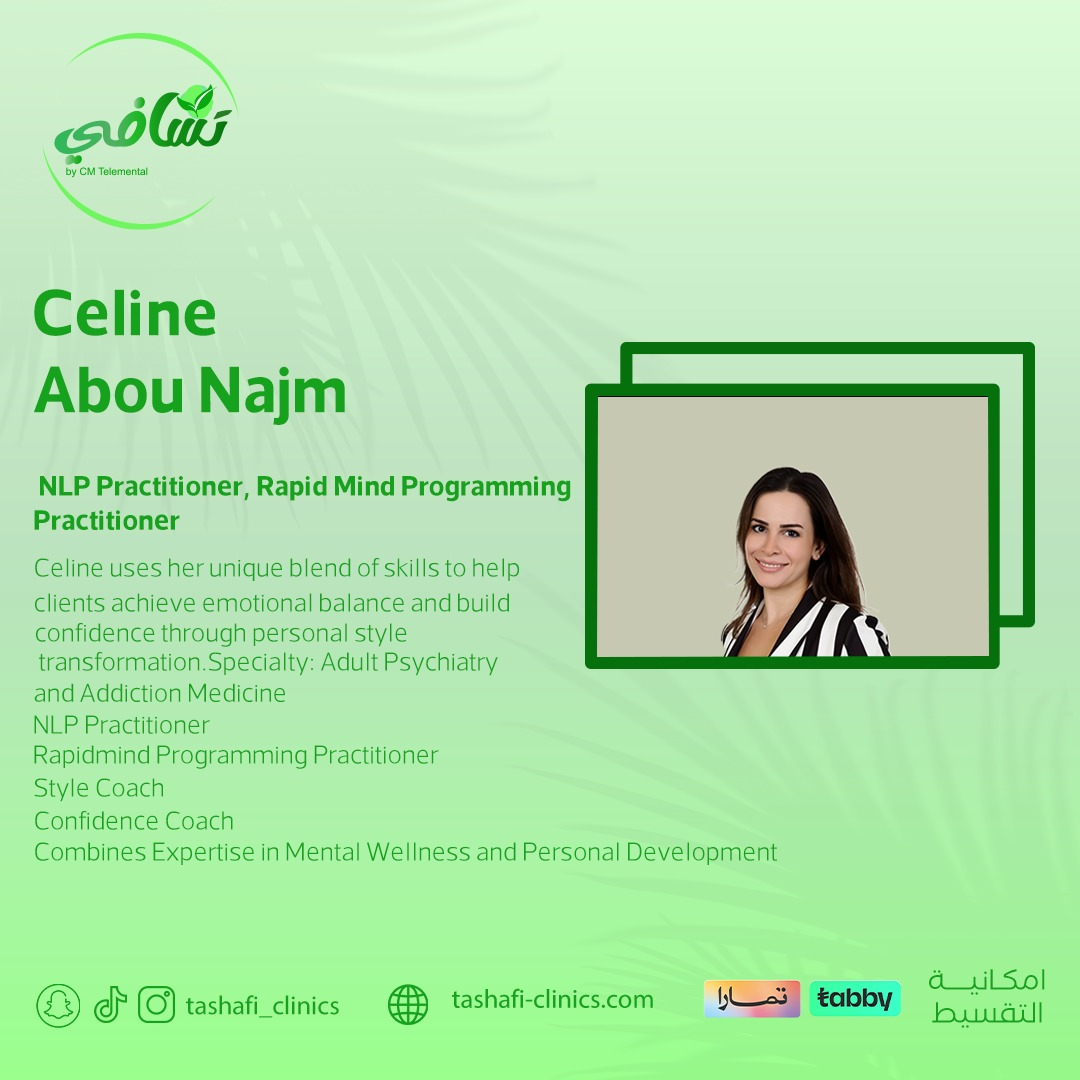 تشافي
by CM Telemental
Celine
Abou Najm
NLP Practitioner, Rapid Mind Programming
Practitioner
Celine uses her unique blend of skills to help
clients achieve emotional balance and build
confidence through personal style
transformation.Specialty: Adult Psychiatry
and Addiction Medicine
NLP Practitioner
Rapidmind Programming Practitioner
Style Coach
Confidence Coach
Combines Expertise in Mental Wellness and Personal Development
tashafi_clinics
tashafi-clinics.com
تمارا
tabby
امكانية
التقسيط